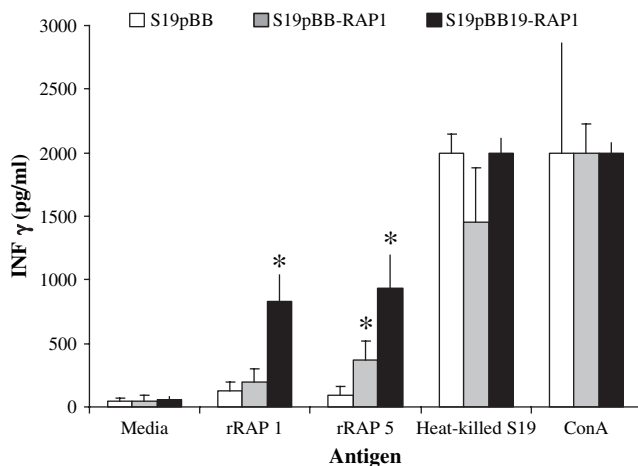 S19pBB S19pBB-RAP1 S19pBB19-RAP1
3000
2500
2000
1500
1000
500
0
INF γ (pg/ml)
* * *
Media rRAP 1 rRAP 5 Heat-killed S19 ConA
Antigen